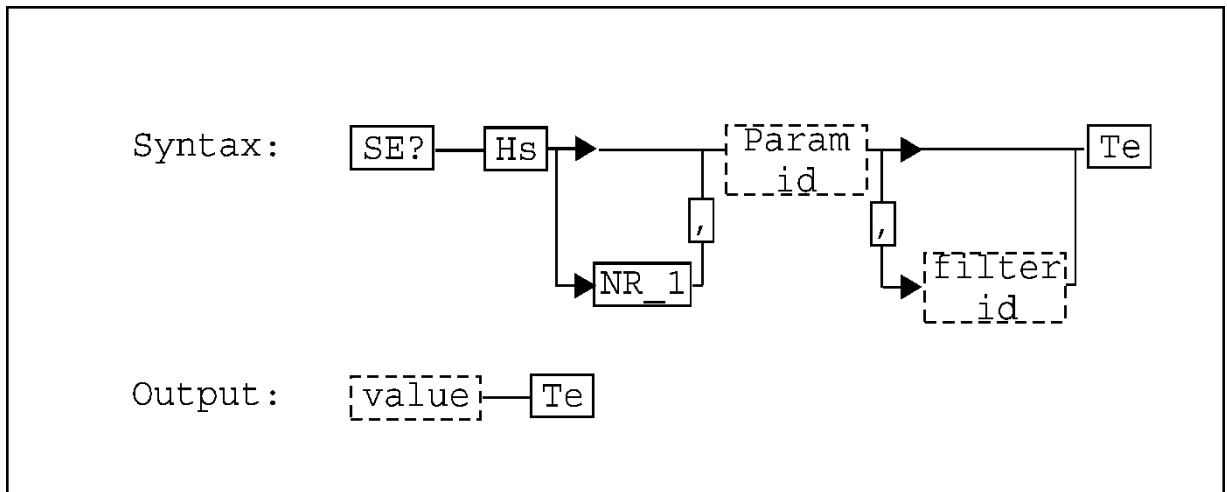 Syntax: SE? Hs Param id Te
, ,
NR_1 filter id
Output: value Te